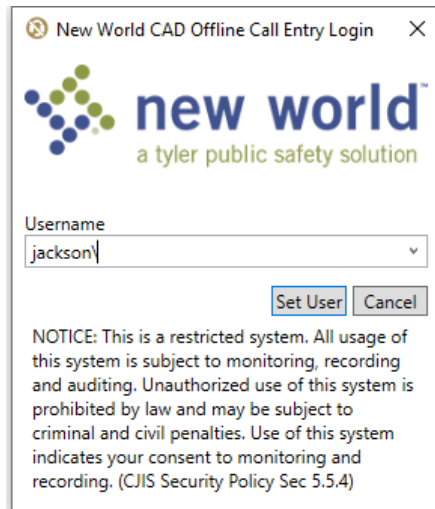 New World CAD Offline Call Entry Login
new world™
a tyler public safety solution
Username
jackson\
Set User Cancel
NOTICE: This is a restricted system. All usage of
this system is subject to monitoring, recording
and auditing. Unauthorized use of this system is
prohibited by law and may be subject to
criminal and civil penalties. Use of this system
indicates your consent to monitoring and
recording. (CJIS Security Policy Sec 5.5.4)